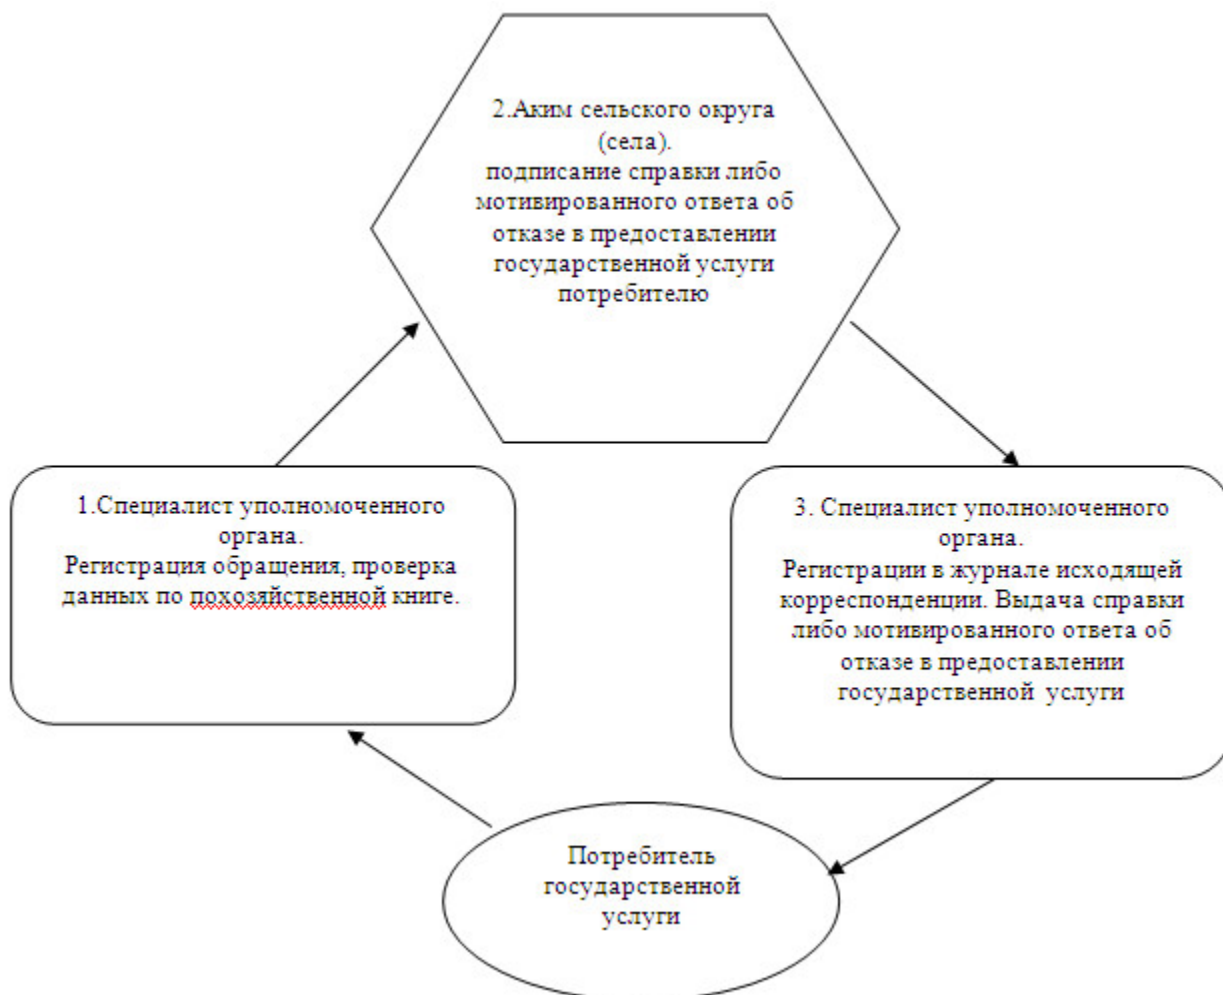 2.Аким сельского округа
(села).
подписание справки либо
мотивированного ответа об
отказе в предоставлении
государственной услуги
потребителю
1.Специалист уполномоченного
органа.
Регистрация обращения, проверка
данных по похозяйственной книге.
3. Специалист уполномоченного
органа.
Регистрации в журнале исходящей
корреспонденции. Выдача справки
либо мотивированного ответа об
отказе в предоставлении
государственной услуги
Потребитель
государственной
услуги